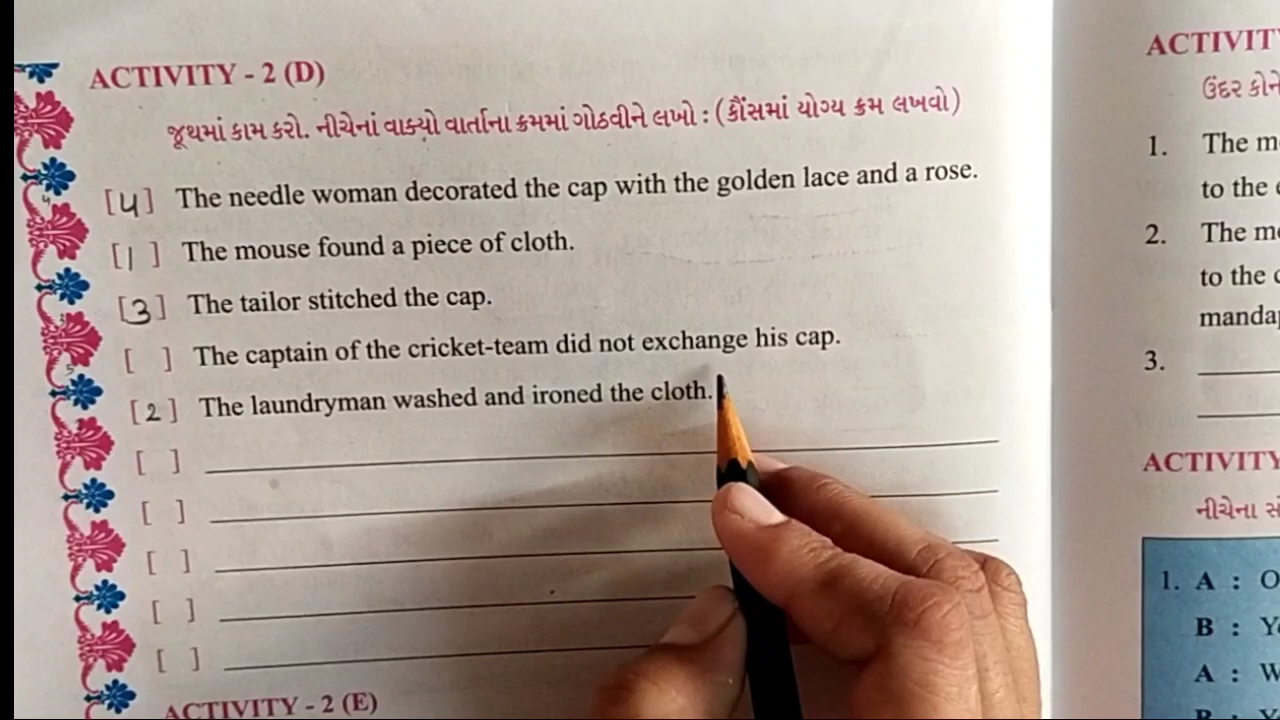 ACTIVITY - 2 (D)
જૂથમાં કામ કરો. નીચેનાં વાક્યો વાર્તાના ક્રમમાં ગોઠવીને લખો : (કૌંસમાં યોગ્ય ક્રમ લખવો)
[4] The needle woman decorated the cap with the golden lace and a rose.
[1] The mouse found a piece of cloth.
[3] The tailor stitched the cap.
[ ] The captain of the cricket-team did not exchange his cap.
[2] The laundryman washed and ironed the cloth.
[ ]
[ ]
[ ]
[ ]
[ ]
ACTIVITY - 2 (E)
ઉંદર કોને
1. The
to the
2. The
to the
3.
ACTIVITY
નીચેના
1. A :
B :
A :